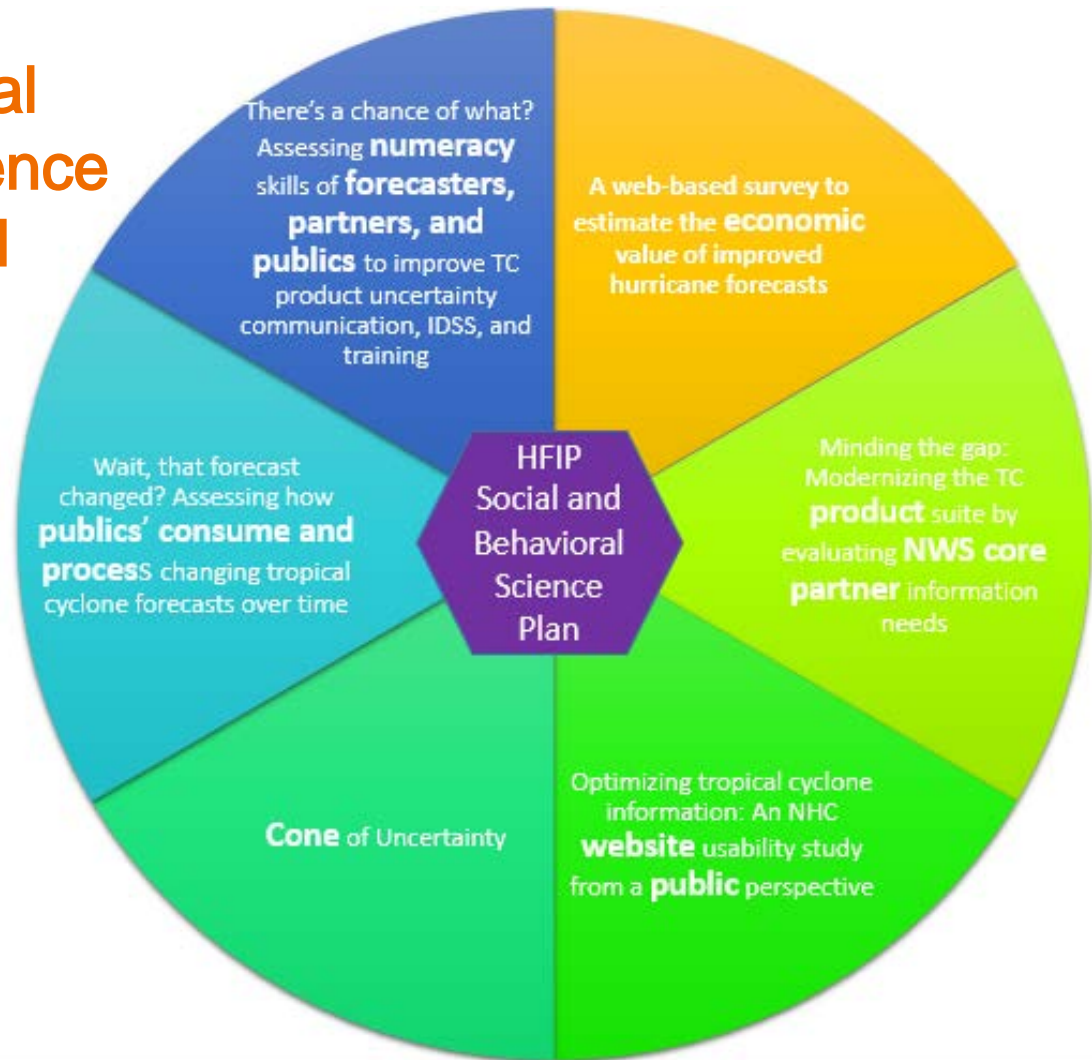 al
ence
There's a chance of what?
Assessing numeracy
skills of forecasters,
partners, and
publics to improve TC
product uncertainty
communication, IDSS, and
training
A web-based survey to
estimate the economic
value of improved
hurricane forecasts
Minding the gap:
Modernizing the TC
product suite by
evaluating NWS core
partner information
needs
Optimizing tropical cyclone
information: An NHC
website usability study
from a public perspective
Cone of Uncertainty
Wait, that forecast
changed? Assessing how
publics' consume and
process changing tropical
cyclone forecasts over time
HFIP
Social and
Behavioral
Science
Plan